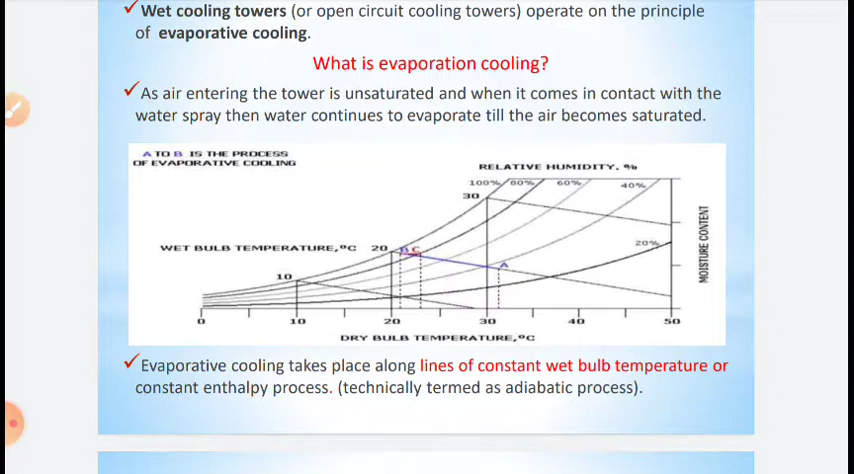 ✓Wet cooling towers (or open circuit cooling towers) operate on the principle
of evaporative cooling.
What is evaporation cooling?
✓As air entering the tower is unsaturated and when it comes in contact with the
water spray then water continues to evaporate till the air becomes saturated.
A TO B IS THE PROCESS
OF EVAPORATIVE COOLING
RELATIVE HUMIDITY, %
100% 80% 60% 40%
30
WET BULB TEMPERATURE,ºC 20 B C
20%
A
10
MOISTURE CONTENT
0 10 20 30 40 50
DRY BULB TEMPERATURE,ºC
✓Evaporative cooling takes place along lines of constant wet bulb temperature or
constant enthalpy process. (technically termed as adiabatic process).